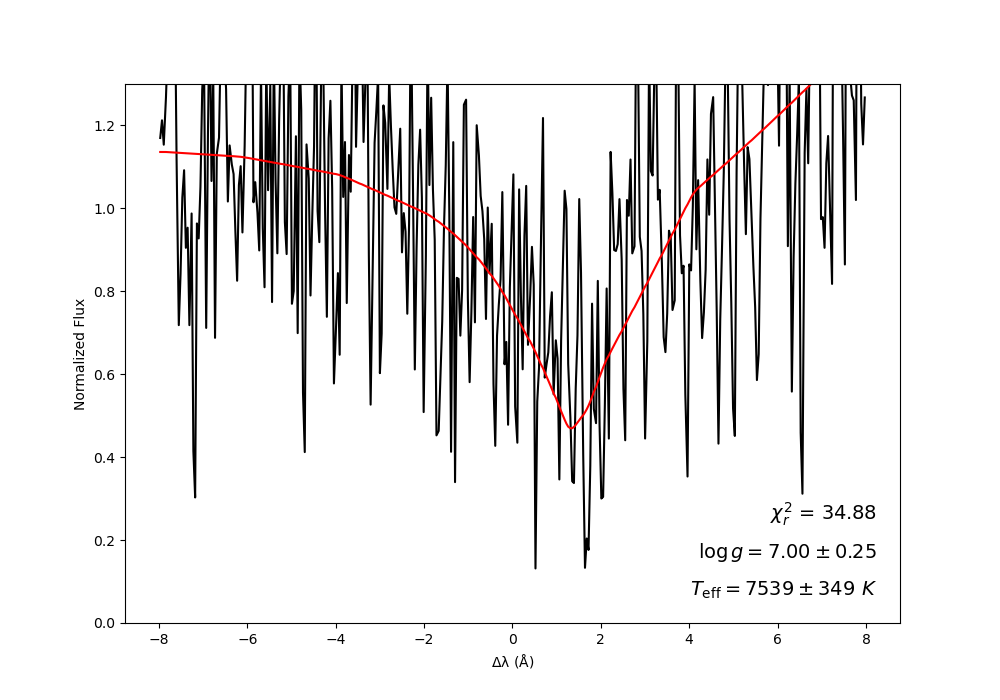 1.2
1.0
0.8
0.6
0.4
0.2
0.0
Normalized Flux
χ²ᵣ = 34.88
log g = 7.00 ± 0.25
T_eff = 7539 ± 349 K
−8 −6 −4 −2 0 2 4 6 8
Δλ (Å)